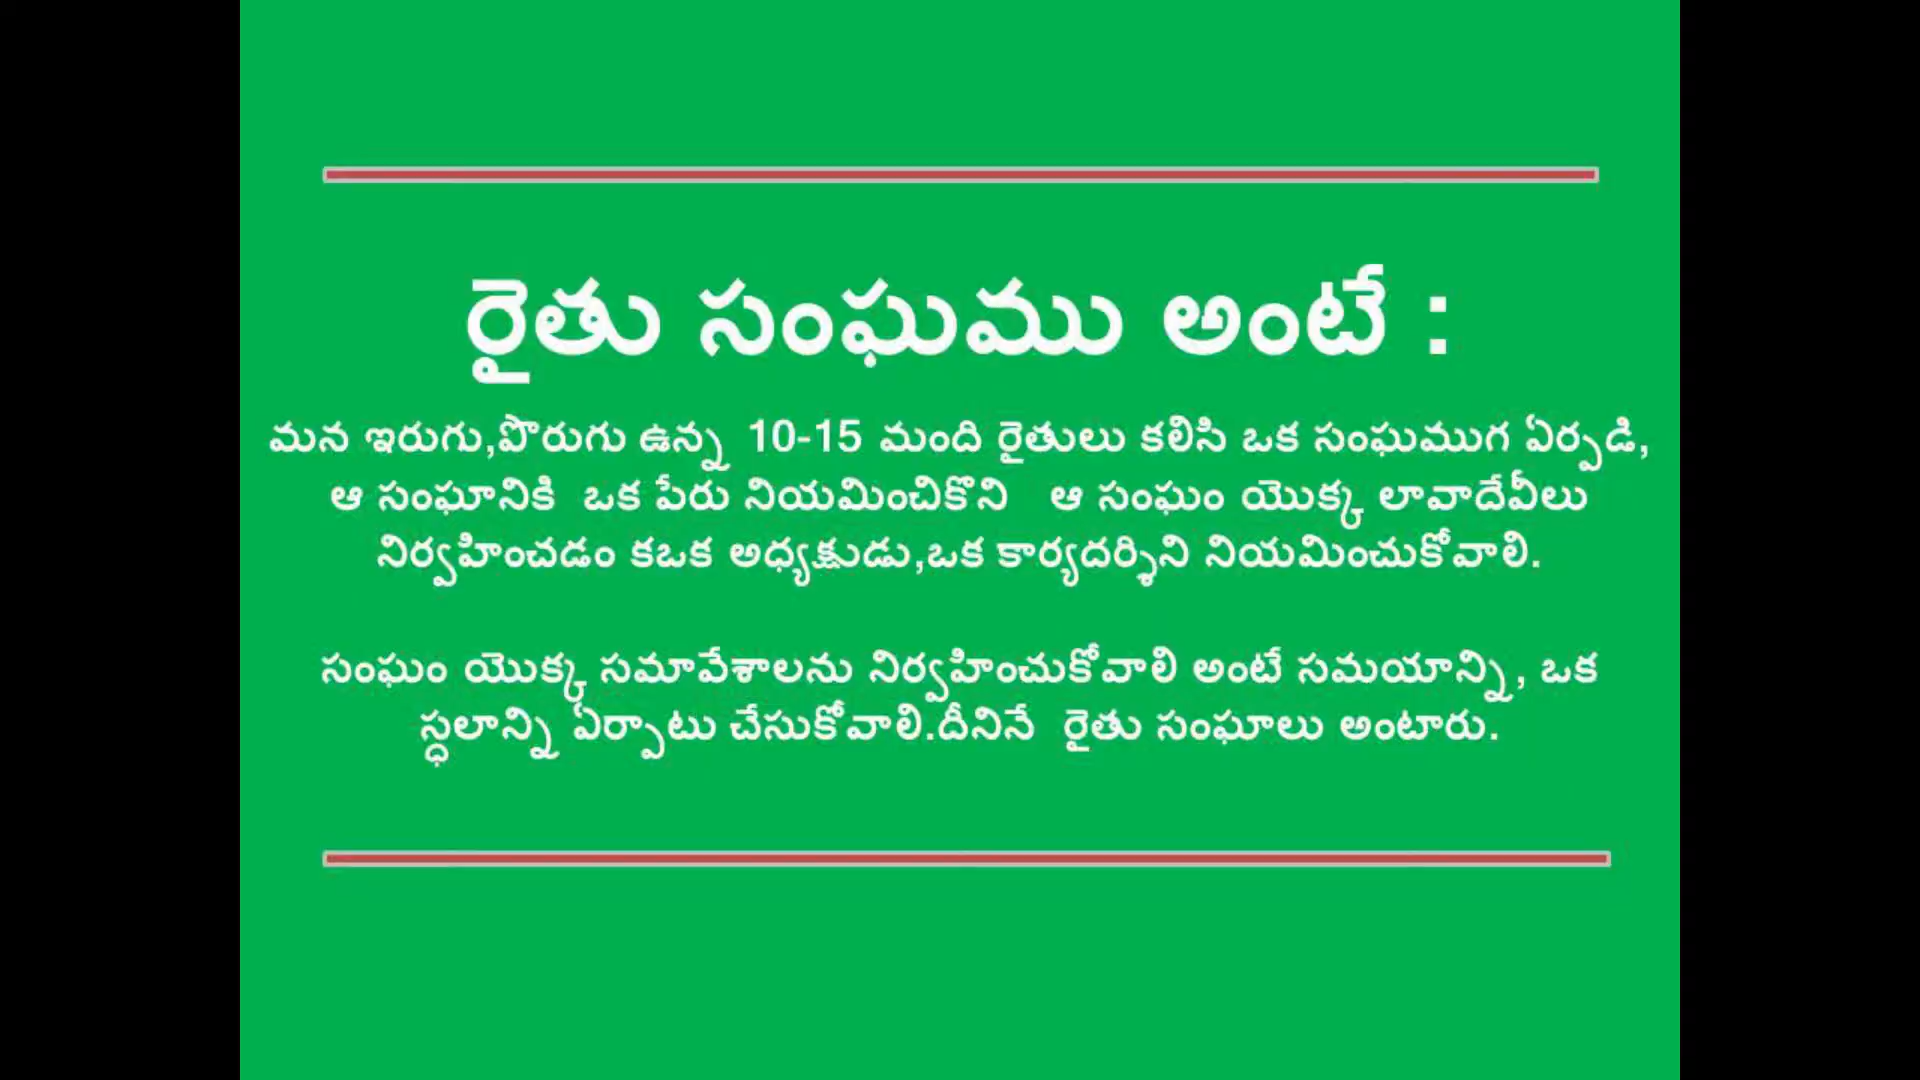 రైతు సంఘము అంటే :
మన ఇరుగు,పొరుగు ఉన్న 10-15 మంది రైతులు కలిసి ఒక సంఘముగ ఏర్పడి,
ఆ సంఘానికి ఒక పేరు నియమించికొని ఆ సంఘం యొక్క లావాదేవీలు
నిర్వహించడం కఒక అధ్యక్షుడు,ఒక కార్యదర్శిని నియమించుకోవాలి.
సంఘం యొక్క సమావేశాలను నిర్వహించుకోవాలి అంటే సమయాన్ని, ఒక
స్ధలాన్ని ఏర్పాటు చేసుకోవాలి.దీనినే రైతు సంఘాలు అంటారు.